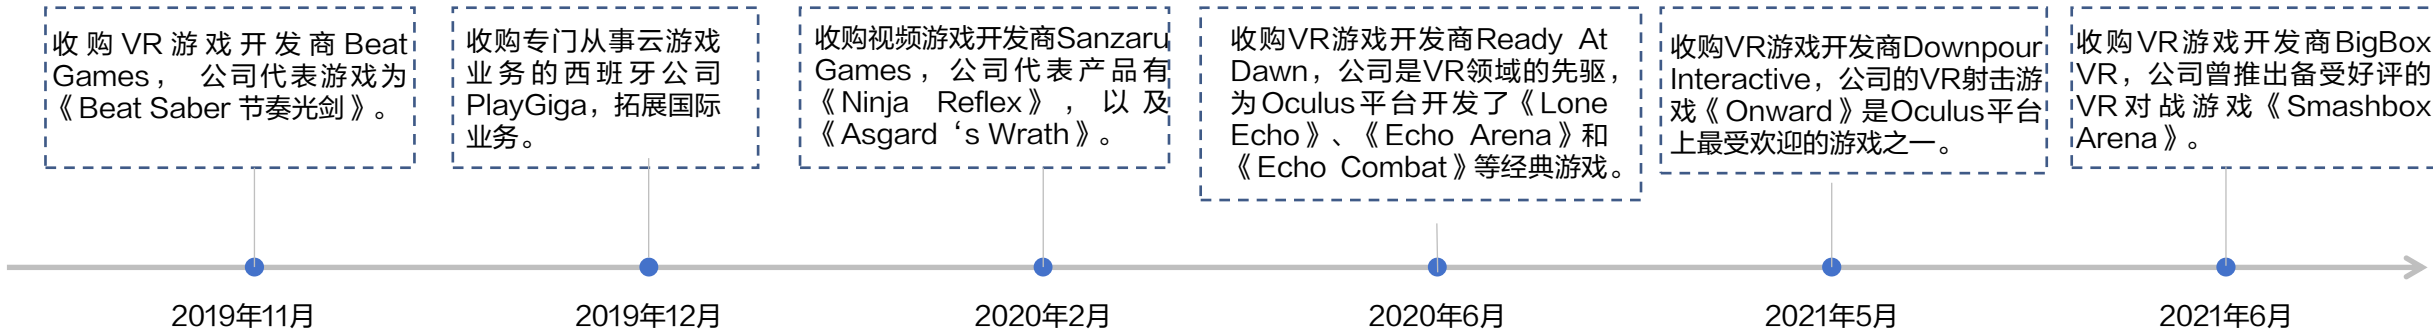 收购VR游戏开发商Beat
Games， 公司代表游戏为
《Beat Saber 节奏光剑》。
收购专门从事云游戏
业务的西班牙公司
PlayGiga，拓展国际
业务。
收购视频游戏开发商Sanzaru
Games，公司代表产品有
《Ninja Reflex》，以及
《Asgard‘s Wrath》。
收购VR游戏开发商Ready At
Dawn，公司是VR领域的先驱，
为Oculus平台开发了《Lone
Echo》、《Echo Arena》和
《Echo Combat》等经典游戏。
收购VR游戏开发商Downpour
Interactive，公司的VR射击游
戏《Onward》是Oculus平台
上最受欢迎的游戏之一。
收购VR游戏开发商BigBox
VR，公司曾推出备受好评的
VR对战游戏《Smashbox
Arena》。
2019年11月
2019年12月
2020年2月
2020年6月
2021年5月
2021年6月